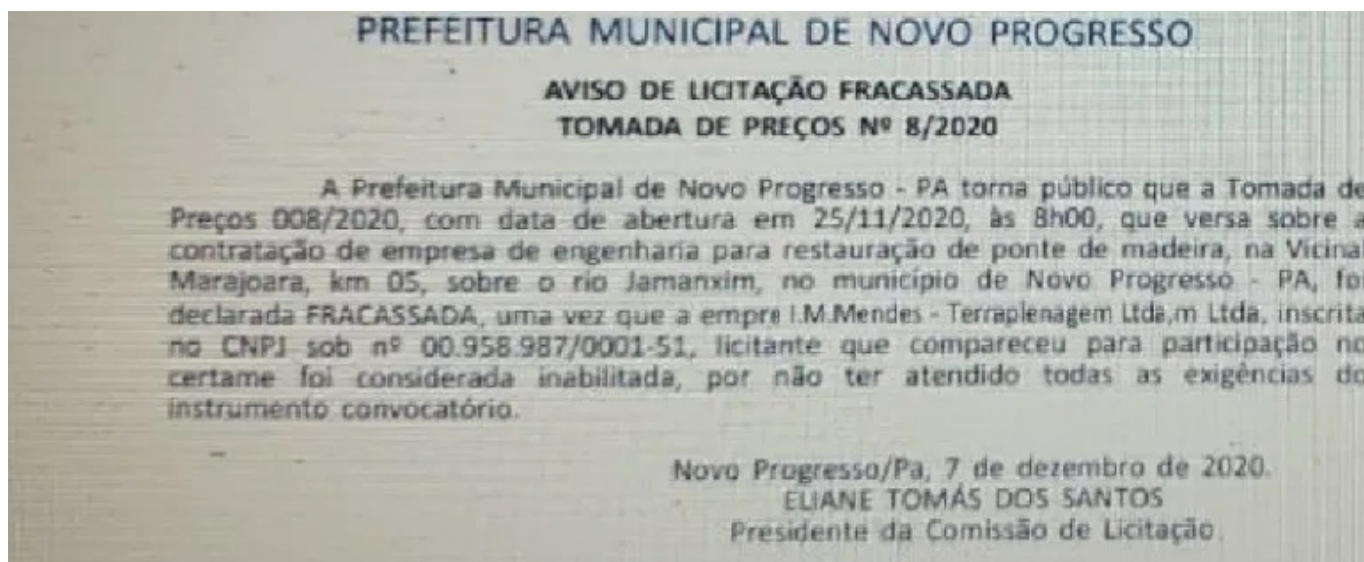 PREFEITURA MUNICIPAL DE NOVO PROGRESSO
AVISO DE LICITAÇÃO FRACASSADA
TOMADA DE PREÇOS Nº 8/2020
A Prefeitura Municipal de Novo Progresso - PA torna público que a Tomada de
Preços 008/2020, com data de abertura em 25/11/2020, às 8h00, que versa sobre a
contratação de empresa de engenharia para restauração de ponte de madeira, na Vicinal
Marajoara, km 05, sobre o rio Jamanxim, no município de Novo Progresso - PA, foi
declarada FRACASSADA, uma vez que a empre I.M.Mendes - Terraplenagem Ltda,m Ltda, inscrita
no CNPJ sob nº 00.958.987/0001-51, licitante que compareceu para participação no
certame foi considerada inabilitada, por não ter atendido todas as exigências do
instrumento convocatório.
Novo Progresso/Pa, 7 de dezembro de 2020.
ELIANE TOMÁS DOS SANTOS
Presidente da Comissão de Licitação